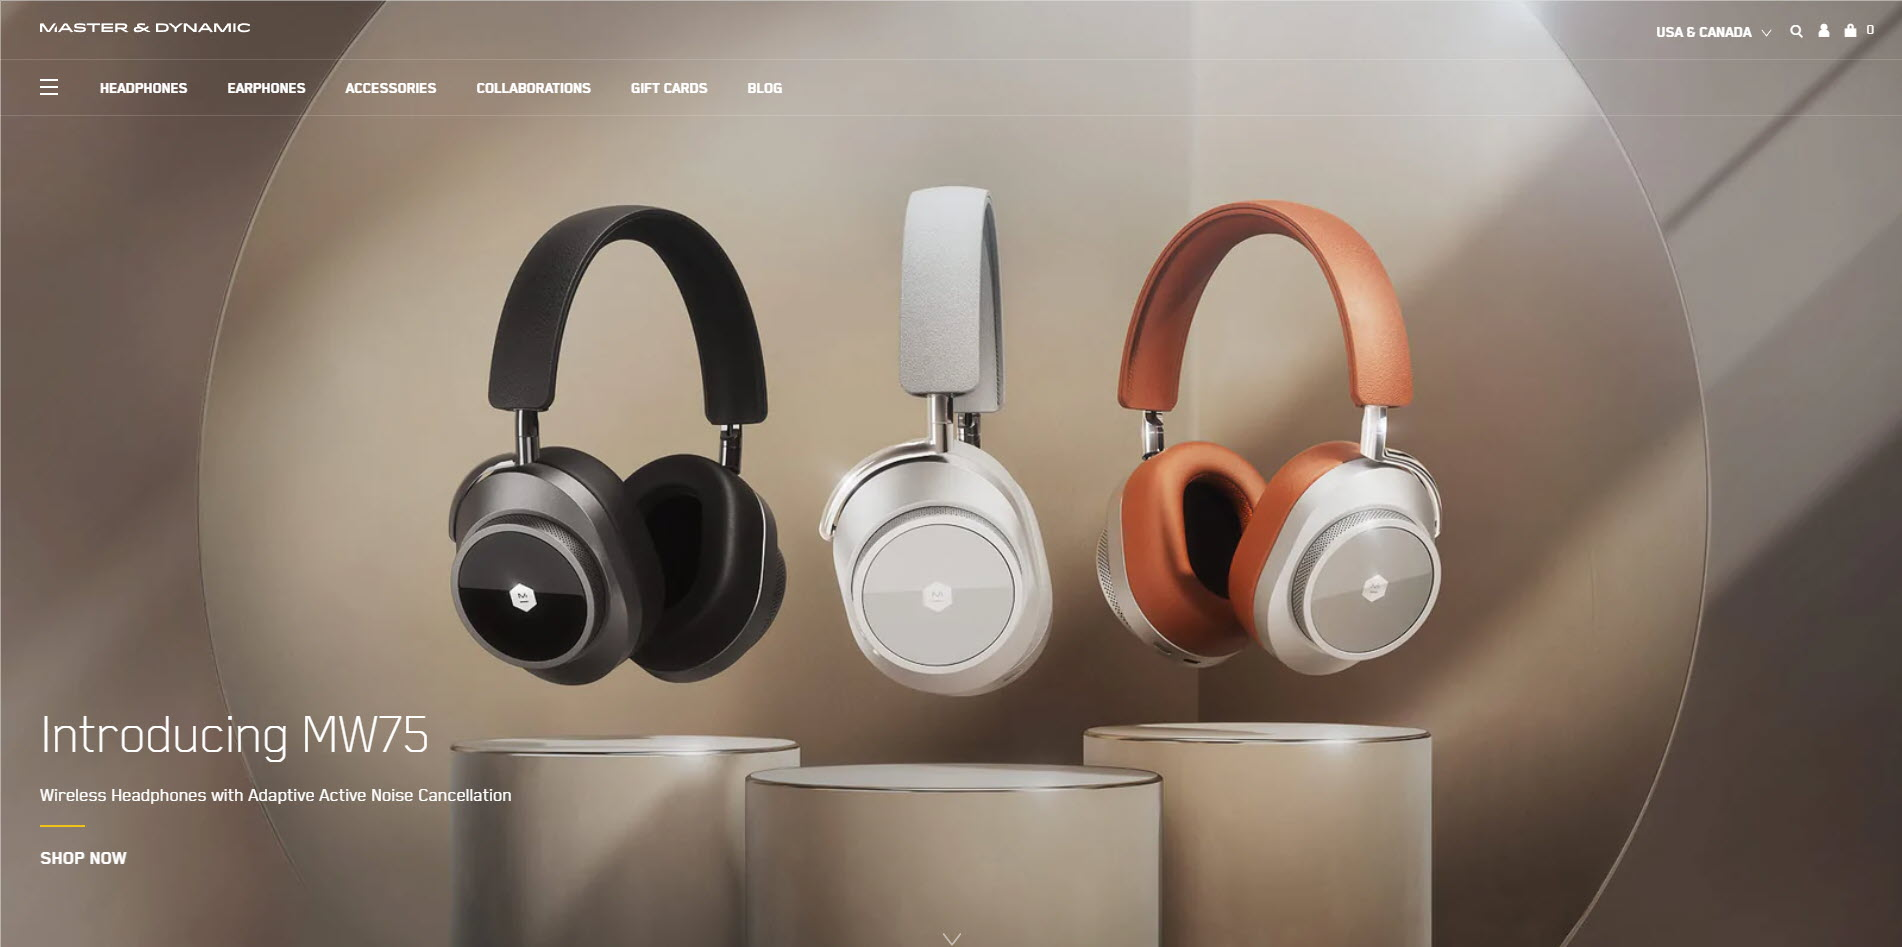 MASTER & DYNAMIC
USA & CANADA
0
HEADPHONES
EARPHONES
ACCESSORIES
COLLABORATIONS
GIFT CARDS
BLOG
M
M
M
Introducing MW75
Wireless Headphones with Adaptive Active Noise Cancellation
SHOP NOW